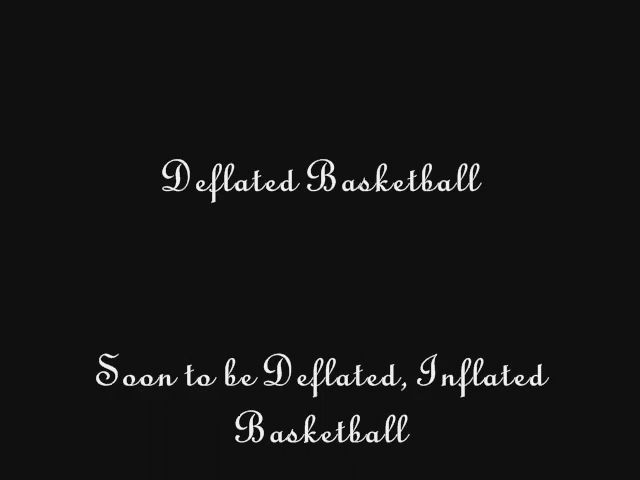 Deflated Basketball
Soon to be Deflated, Inflated
Basketball